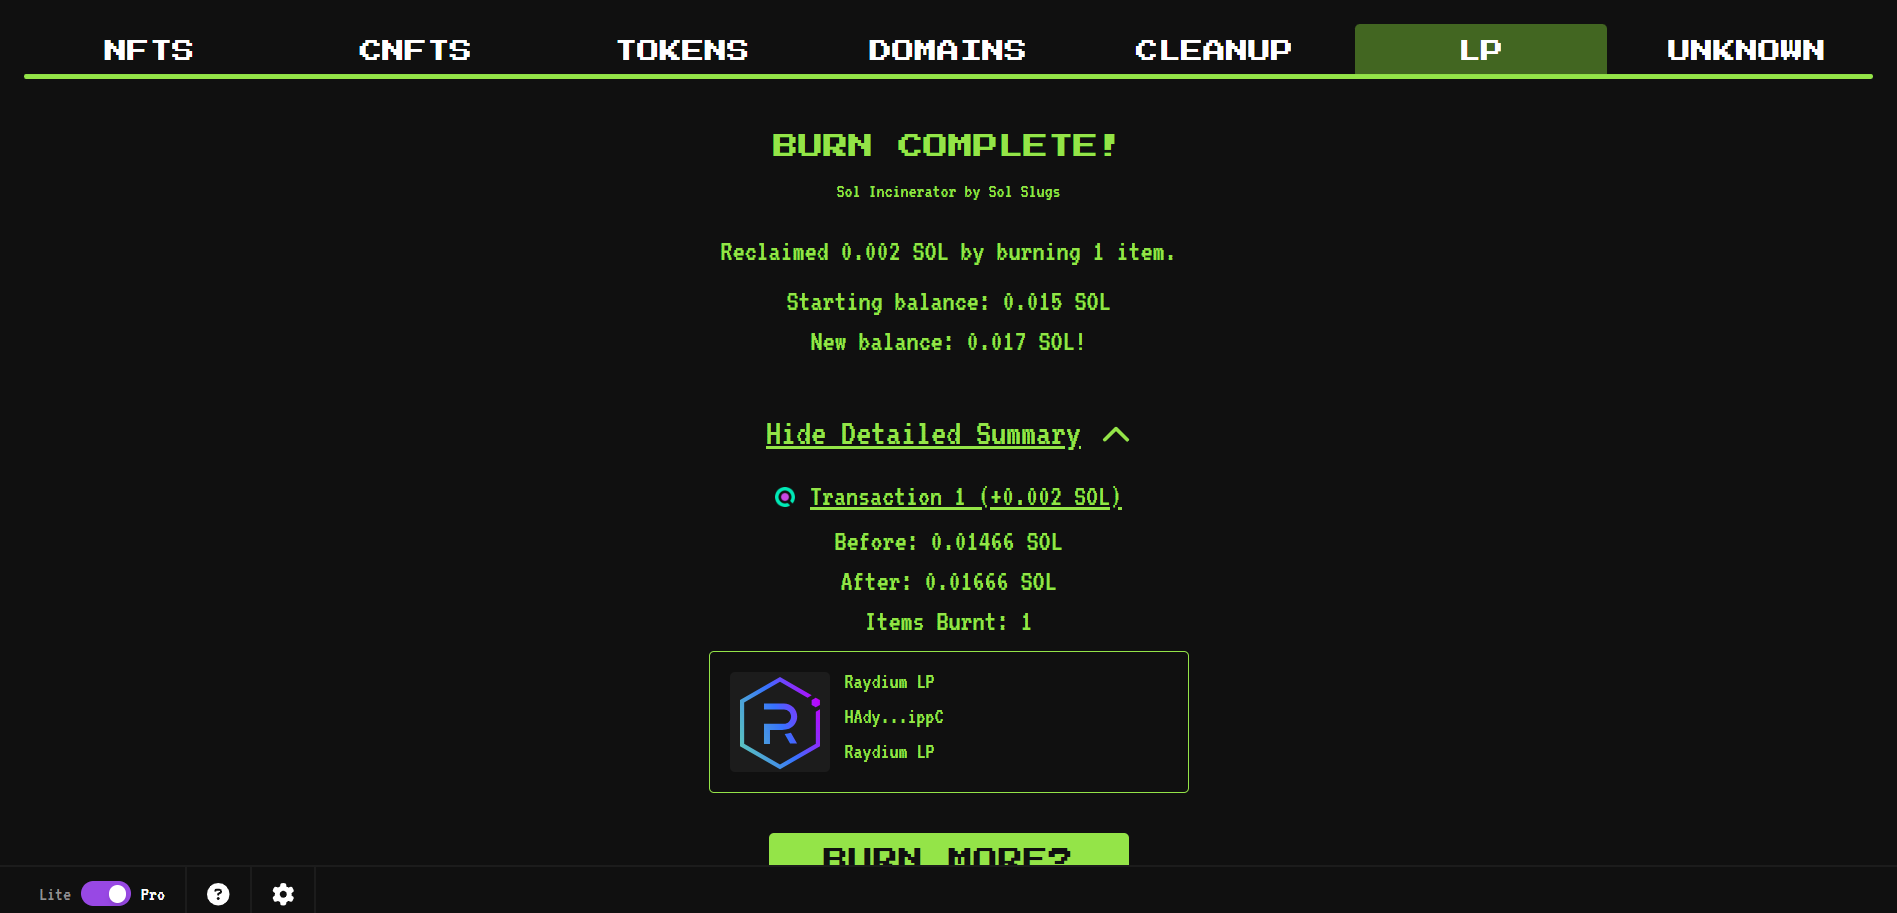 NFTS CNFTS TOKENS DOMAINS CLEANUP LP UNKNOWN
BURN COMPLETE!
Sol Incinerator by Sol Slugs
Reclaimed 0.002 SOL by burning 1 item.
Starting balance: 0.015 SOL
New balance: 0.017 SOL!
Hide Detailed Summary
Transaction 1 (+0.002 SOL)
Before: 0.01466 SOL
After: 0.01666 SOL
Items Burnt: 1
Raydium LP
HAdy...ippC
Raydium LP
BURN MORE?
Lite Pro ?